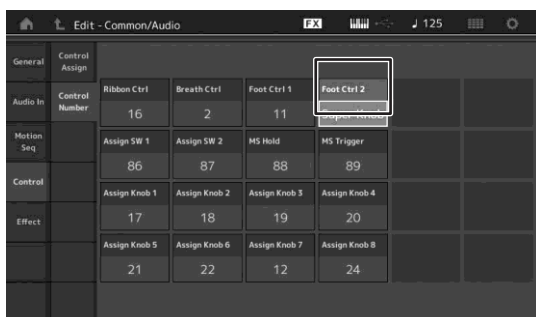 Edit - Common/Audio FX ♩ 125
General Control Assign
Audio In Control Number
Motion Seq
Control
Effect
Ribbon Ctrl Breath Ctrl Foot Ctrl 1 Foot Ctrl 2
16 2 11 Super Knob
Assign SW 1 Assign SW 2 MS Hold MS Trigger
86 87 88 89
Assign Knob 1 Assign Knob 2 Assign Knob 3 Assign Knob 4
17 18 19 20
Assign Knob 5 Assign Knob 6 Assign Knob 7 Assign Knob 8
21 22 12 24